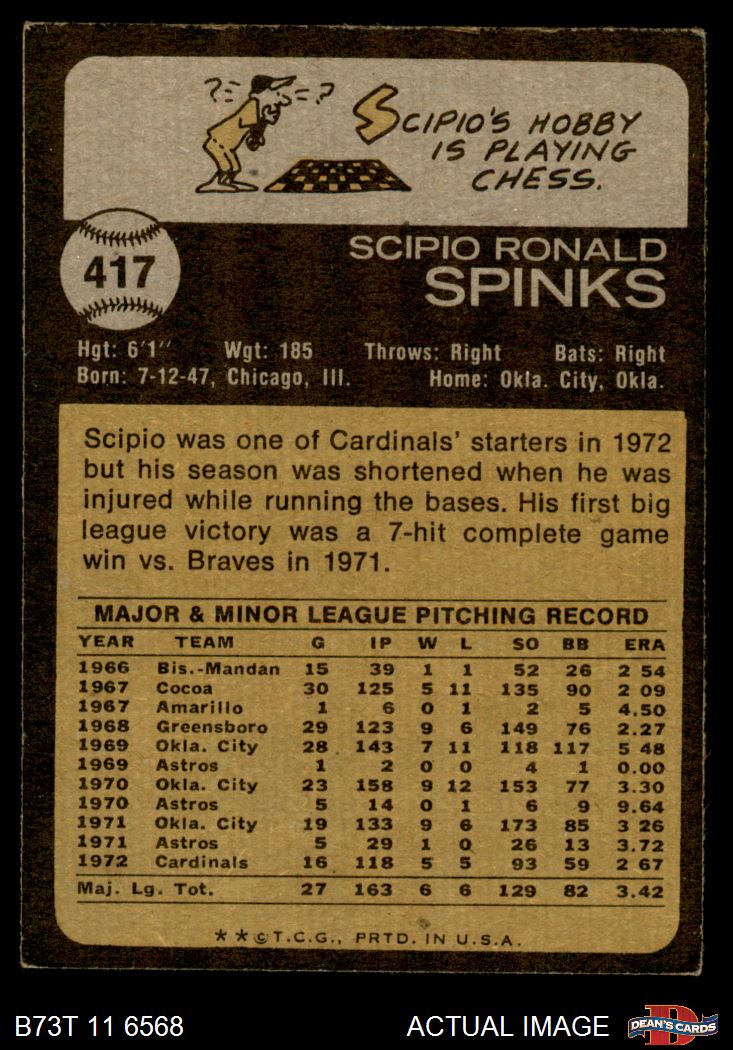 ?= =?
SCIPIO'S HOBBY
IS PLAYING
CHESS.
417
SCIPIO RONALD
SPINKS
Hgt: 6'1" Wgt: 185 Throws: Right Bats: Right
Born: 7-12-47, Chicago, Ill. Home: Okla. City, Okla.
Scipio was one of Cardinals' starters in 1972
but his season was shortened when he was
injured while running the bases. His first big
league victory was a 7-hit complete game
win vs. Braves in 1971.
MAJOR & MINOR LEAGUE PITCHING RECORD
YEAR TEAM G IP W L SO BB ERA
1966 Bis.-Mandan 15 39 1 1 52 26 2 54
1967 Cocoa 30 125 5 11 135 90 2 09
1967 Amarillo 1 6 0 1 2 5 4.50
1968 Greensboro 29 123 9 6 149 76 2.27
1969 Okla. City 28 143 7 11 118 117 5 48
1969 Astros 1 2 0 0 4 1 0.00
1970 Okla. City 23 158 9 12 153 77 3.30
1970 Astros 5 14 0 1 6 9 9.64
1971 Okla. City 19 133 9 6 173 85 3 26
1971 Astros 5 29 1 0 26 13 3.72
1972 Cardinals 16 118 5 5 93 59 2 67
Maj. Lg. Tot. 27 163 6 6 129 82 3.42
**©T.C.G., PRTD. IN U.S.A.
B73T 11 6568 ACTUAL IMAGE
D
DEAN'S CARDS